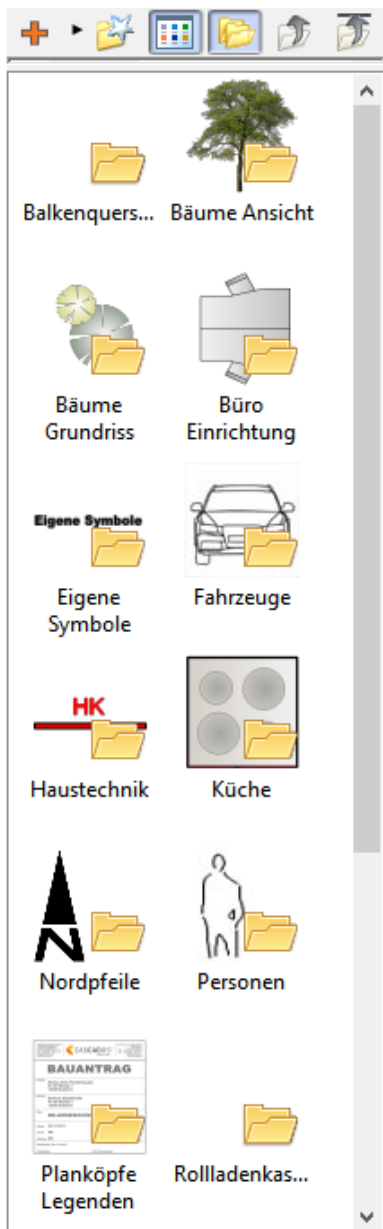 Balkenquers...
Bäume Ansicht
Bäume
Grundriss
Büro
Einrichtung
Eigene Symbole
Eigene
Symbole
Fahrzeuge
HK
Haustechnik
Küche
N
Nordpfeile
Personen
CASCADOS
BAUANTRAG
Planköpfe
Legenden
Rollladenkas...